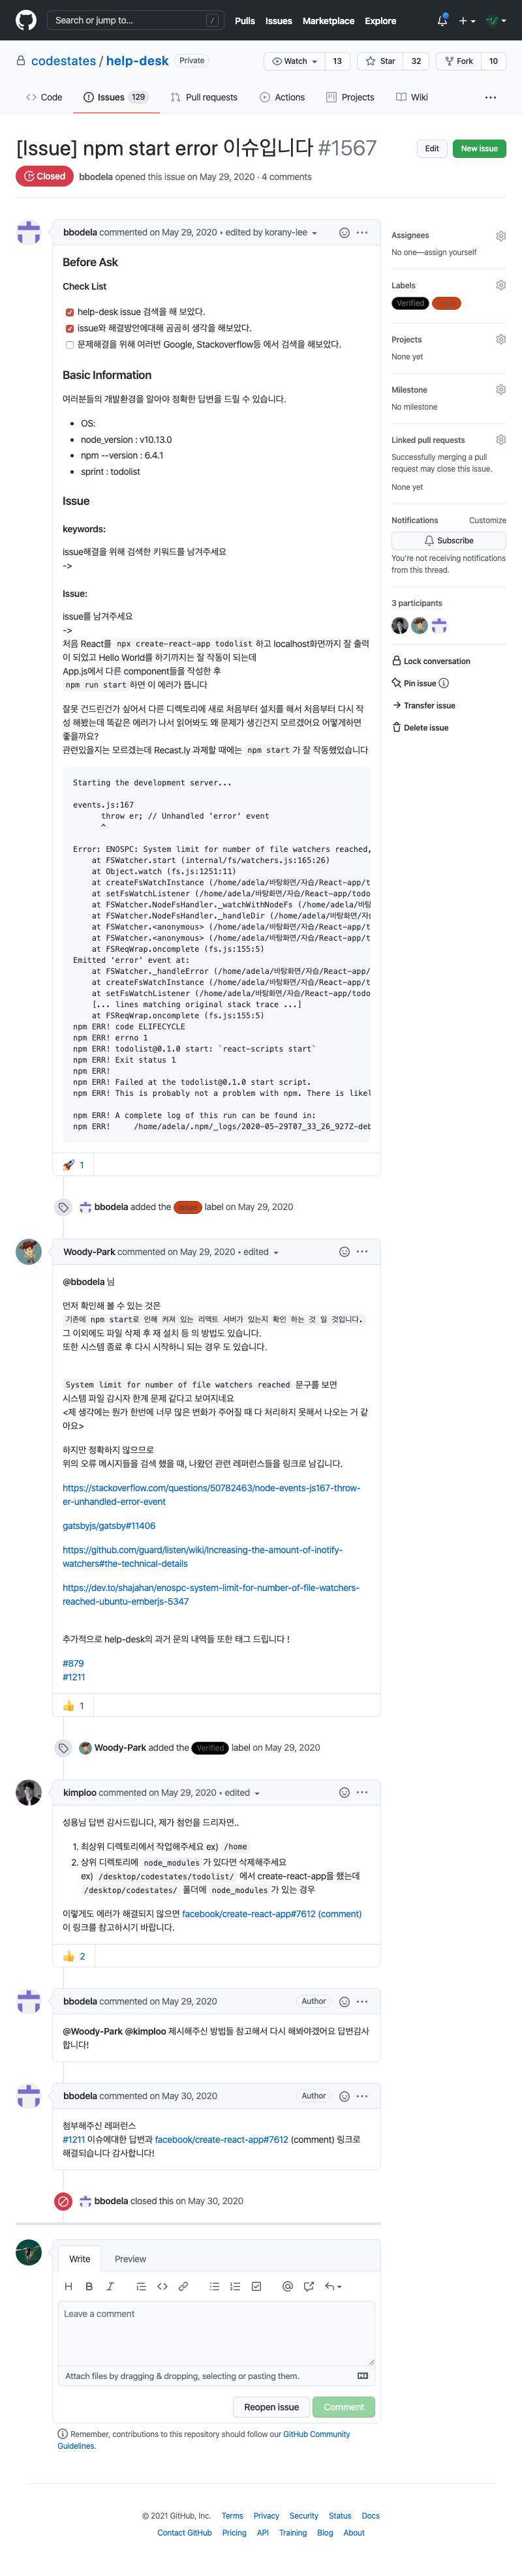 Search or jump to...
/
Pulls Issues Marketplace Explore
codestates / help-desk Private
Watch 13 Star 32 Fork 10
Code Issues 129 Pull requests Actions Projects Wiki
[Issue] npm start error 이슈입니다 #1567
Edit New issue
Closed bbodela opened this issue on May 29, 2020 · 4 comments
bbodela commented on May 29, 2020 • edited by korany-lee
Before Ask
Check List
help-desk issue 검색을 해 보았다.
issue와 해결방안에대해 곰곰히 생각을 해보았다.
문제해결을 위해 여러번 Google, Stackoverflow등 에서 검색을 해보았다.
Basic Information
여러분들의 개발환경을 알아야 정확한 답변을 드릴 수 있습니다.
OS:
node_version : v10.13.0
npm --version : 6.4.1
sprint : todolist
Issue
keywords:
issue해결을 위해 검색한 키워드를 남겨주세요
->
Issue:
issue를 남겨주세요
->
처음 React를 npx create-react-app todolist 하고 localhost화면까지 잘 출력
이 되었고 Hello World를 하기까지는 잘 작동이 되는데
App.js에서 다른 component들을 작성한 후
npm run start 하면 이 에러가 뜹니다
잘못 건드린건가 싶어서 다른 디렉토리에 새로 처음부터 설치를 해서 처음부터 다시 작
성 해봤는데 똑같은 에러가 나서 읽어봐도 왜 문제가 생긴건지 모르겠어요 어떻게하면
좋을까요?
관련있을지는 모르겠는데 Recast.ly 과제할 때에는 npm start 가 잘 작동했었습니다
Starting the development server...
events.js:167
throw er; // Unhandled 'error' event
^
Error: ENOSPC: System limit for number of file watchers reached,
at FSWatcher.start (internal/fs/watchers.js:165:26)
at Object.watch (fs.js:1251:11)
at createFsWatchInstance (/home/adela/바탕화면/자습/React-app/t
at setFsWatchListener (/home/adela/바탕화면/자습/React-app/todo
at FSWatcher.NodeFsHandler._watchWithNodeFs (/home/adela/바탕
at FSWatcher.NodeFsHandler._handleDir (/home/adela/바탕화면/자습
at FSWatcher.<anonymous> (/home/adela/바탕화면/자습/React-app/t
at FSWatcher.<anonymous> (/home/adela/바탕화면/자습/React-app/t
at FSReqWrap.oncomplete (fs.js:155:5)
Emitted 'error' event at:
at FSWatcher._handleError (/home/adela/바탕화면/자습/React-app/
at createFsWatchInstance (/home/adela/바탕화면/자습/React-app/t
at setFsWatchListener (/home/adela/바탕화면/자습/React-app/todo
[... lines matching original stack trace ...]
at FSReqWrap.oncomplete (fs.js:155:5)
npm ERR! code ELIFECYCLE
npm ERR! errno 1
npm ERR! todolist@0.1.0 start: `react-scripts start`
npm ERR! Exit status 1
npm ERR!
npm ERR! Failed at the todolist@0.1.0 start script.
npm ERR! This is probably not a problem with npm. There is likel
npm ERR! A complete log of this run can be found in:
npm ERR! /home/adela/.npm/_logs/2020-05-29T07_33_26_927Z-deb
1
bbodela added the issue label on May 29, 2020
Woody-Park commented on May 29, 2020 • edited
@bbodela 님
먼저 확인해 볼 수 있는 것은
기존에 npm start로 인해 켜져 있는 리액트 서버가 있는지 확인 하는 것 일 것입니다.
그 이외에도 파일 삭제 후 재 설치 등 의 방법도 있습니다.
또한 시스템 종료 후 다시 시작하니 되는 경우 도 있습니다.
System limit for number of file watchers reached 문구를 보면
시스템 파일 감시자 한계 문제 같다고 보여지네요
<제 생각에는 뭔가 한번에 너무 많은 변화가 주어질 때 다 처리하지 못해서 나오는 거 같
아요>
하지만 정확하지 않으므로
위의 오류 메시지들을 검색 했을 때, 나왔던 관련 레퍼런스들을 링크로 남깁니다.
https://stackoverflow.com/questions/50782463/node-events-js167-throw-
er-unhandled-error-event
gatsbyjs/gatsby#11406
https://github.com/guard/listen/wiki/Increasing-the-amount-of-inotify-
watchers#the-technical-details
https://dev.to/shajahan/enospc-system-limit-for-number-of-file-watchers-
reached-ubuntu-emberjs-5347
추가적으로 help-desk의 과거 문의 내역들 또한 태그 드립니다 !
#879
#1211
1
Woody-Park added the Verified label on May 29, 2020
kimploo commented on May 29, 2020 • edited
성용님 답변 감사드립니다, 제가 첨언을 드리자면..
1. 최상위 디렉토리에서 작업해주세요 ex) /home
2. 상위 디렉토리에 node_modules 가 있다면 삭제해주세요
ex) /desktop/codestates/todolist/ 에서 create-react-app을 했는데
/desktop/codestates/ 폴더에 node_modules 가 있는 경우
이렇게도 에러가 해결되지 않으면 facebook/create-react-app#7612 (comment)
이 링크를 참고하시기 바랍니다.
2
bbodela commented on May 29, 2020 Author
@Woody-Park @kimploo 제시해주신 방법들 참고해서 다시 해봐야겠어요 답변감사
합니다!
bbodela commented on May 30, 2020 Author
첨부해주신 레퍼런스
#1211 이슈에대한 답변과 facebook/create-react-app#7612 (comment) 링크로
해결되습니다 감사합니다!
bbodela closed this on May 30, 2020
Write Preview
Leave a comment
Attach files by dragging & dropping, selecting or pasting them.
Reopen issue Comment
Remember, contributions to this repository should follow our GitHub Community
Guidelines.
Assignees
No one—assign yourself
Labels
Verified issue
Projects
None yet
Milestone
No milestone
Linked pull requests
Successfully merging a pull
request may close this issue.
None yet
Notifications Customize
Subscribe
You're not receiving notifications
from this thread.
3 participants
Lock conversation
Pin issue
Transfer issue
Delete issue
© 2021 GitHub, Inc. Terms Privacy Security Status Docs
Contact GitHub Pricing API Training Blog About